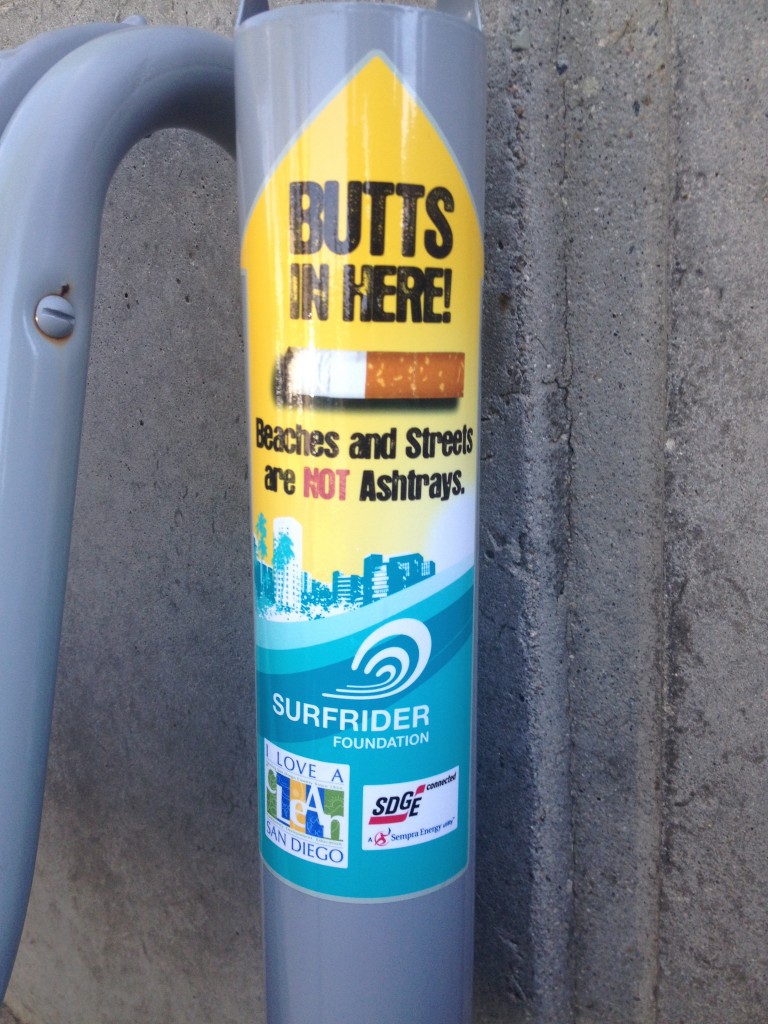 BUTTS
IN HERE!
Beaches and Streets
are NOT Ashtrays.
SURFRIDER
FOUNDATION
I LOVE A
CLEAN
SAN DIEGO
SDGE connected
A Sempra Energy utility